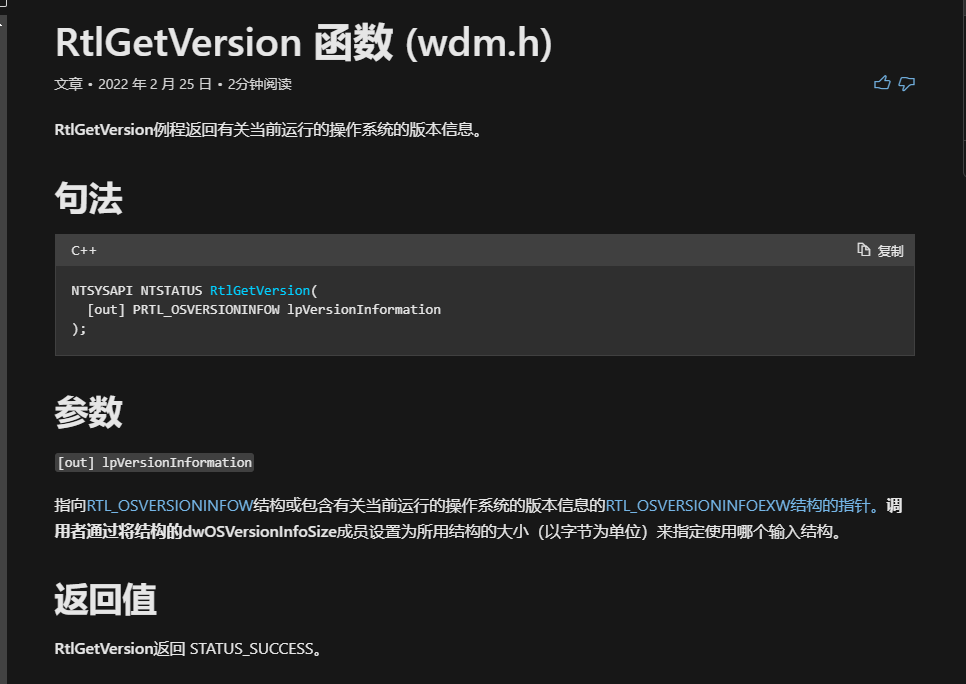 RtlGetVersion 函数 (wdm.h)
文章 • 2022 年 2 月 25 日 • 2分钟阅读
RtlGetVersion例程返回有关当前运行的操作系统的版本信息。
句法
C++
复制
NTSYSAPI NTSTATUS RtlGetVersion(
  [out] PRTL_OSVERSIONINFOW lpVersionInformation
);
参数
[out] lpVersionInformation
指向RTL_OSVERSIONINFOW结构或包含有关当前运行的操作系统的版本信息的RTL_OSVERSIONINFOEXW结构的指针。调
用者通过将结构的dwOSVersionInfoSize成员设置为所用结构的大小（以字节为单位）来指定使用哪个输入结构。
返回值
RtlGetVersion返回 STATUS_SUCCESS。